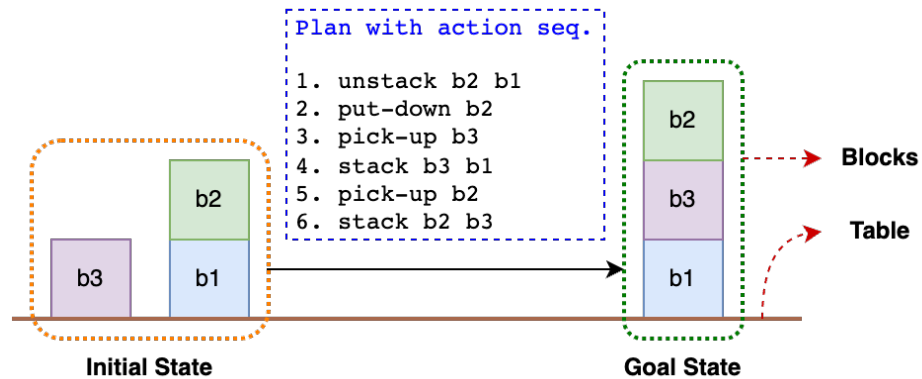 Plan with action seq.
1. unstack b2 b1
2. put-down b2
3. pick-up b3
4. stack b3 b1
5. pick-up b2
6. stack b2 b3
b2
b3
b1
b2
b3
b1
Blocks
Table
Initial State
Goal State